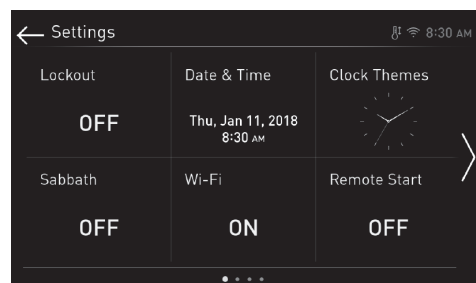 Settings
8:30 AM
Lockout
Date & Time
Clock Themes
OFF
Thu, Jan 11, 2018
8:30 AM
Sabbath
Wi-Fi
Remote Start
OFF
ON
OFF